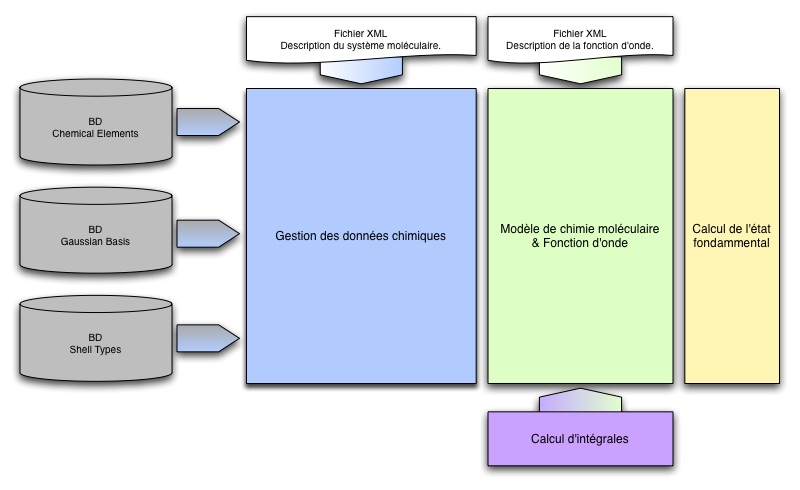 Fichier XML
Description du système moléculaire.
Fichier XML
Description de la fonction d'onde.
BD
Chemical Elements
BD
Gaussian Basis
BD
Shell Types
Gestion des données chimiques
Modèle de chimie moléculaire
& Fonction d'onde
Calcul de l'état
fondammental
Calcul d'intégrales